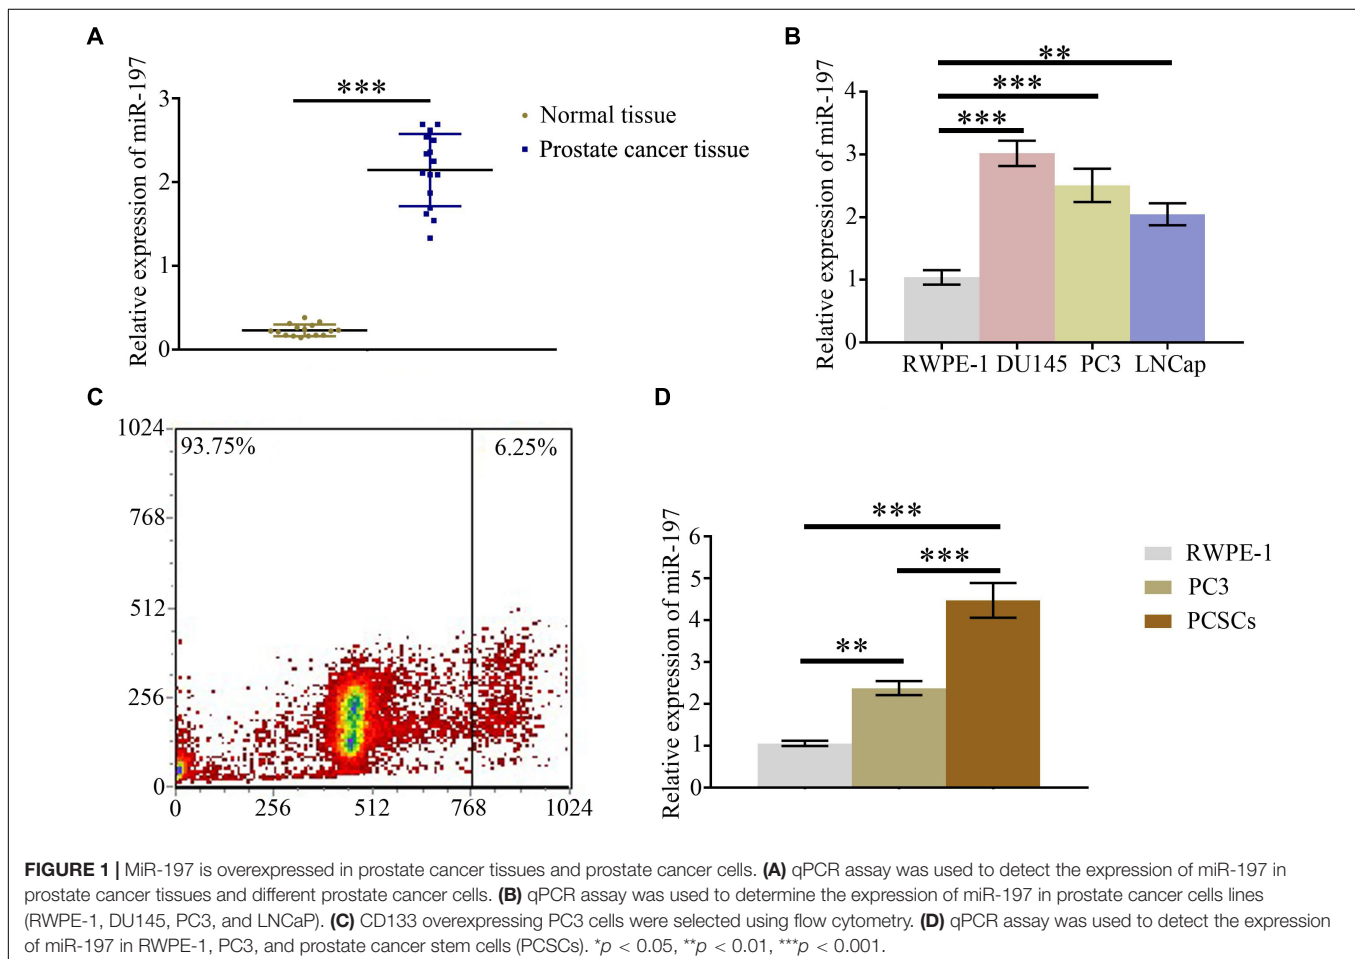 A
Relative expression of miR-197
3
2
1
0
***
Normal tissue
Prostate cancer tissue
B
Relative expression of miR-197
4
3
2
1
0
**
***
***
RWPE-1 DU145 PC3 LNCap
C
1024
768
512
256
0
93.75%
6.25%
0 256 512 768 1024
D
Relative expression of miR-197
6
5
4
3
2
1
0
***
***
**
RWPE-1
PC3
PCSCs
FIGURE 1 | MiR-197 is overexpressed in prostate cancer tissues and prostate cancer cells. (A) qPCR assay was used to detect the expression of miR-197 in
prostate cancer tissues and different prostate cancer cells. (B) qPCR assay was used to determine the expression of miR-197 in prostate cancer cells lines
(RWPE-1, DU145, PC3, and LNCaP). (C) CD133 overexpressing PC3 cells were selected using flow cytometry. (D) qPCR assay was used to detect the expression
of miR-197 in RWPE-1, PC3, and prostate cancer stem cells (PCSCs). *p < 0.05, **p < 0.01, ***p < 0.001.